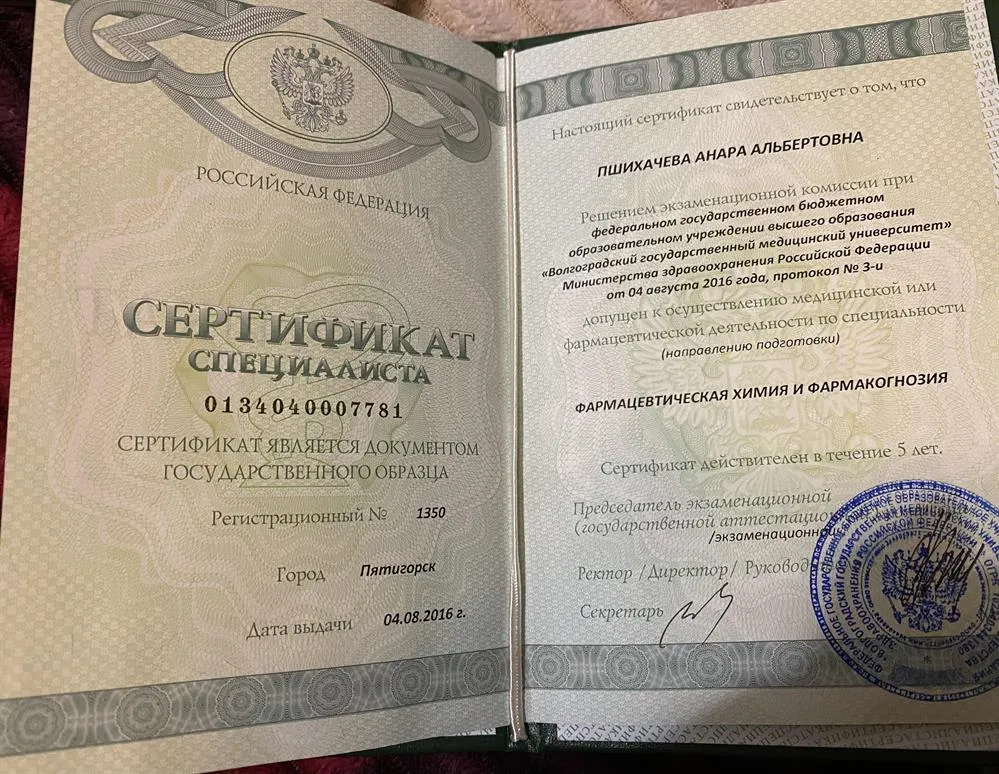 РОССИЙСКАЯ ФЕДЕРАЦИЯ
СЕРТИФИКАТ
СПЕЦИАЛИСТА
0134040007781
СЕРТИФИКАТ ЯВЛЯЕТСЯ ДОКУМЕНТОМ
ГОСУДАРСТВЕННОГО ОБРАЗЦА
Регистрационный № 1350
Город Пятигорск
Дата выдачи 04.08.2016 г.
Настоящий сертификат свидетельствует о том, что
ПШИХАЧЕВА АНАРА АЛЬБЕРТОВНА
Решением экзаменационной комиссии при
федеральном государственном бюджетном
образовательном учреждении высшего образования
«Волгоградский государственный медицинский университет»
Министерства здравоохранения Российской Федерации
от 04 августа 2016 года, протокол № 3-и
допущен к осуществлению медицинской или
фармацевтической деятельности по специальности
(направлению подготовки)
ФАРМАЦЕВТИЧЕСКАЯ ХИМИЯ И ФАРМАКОГНОЗИЯ
Сертификат действителен в течение 5 лет.
Председатель экзаменационной
(государственной аттестацио
/экзаменационной
Ректор /Директор/ Руковод
Секретарь